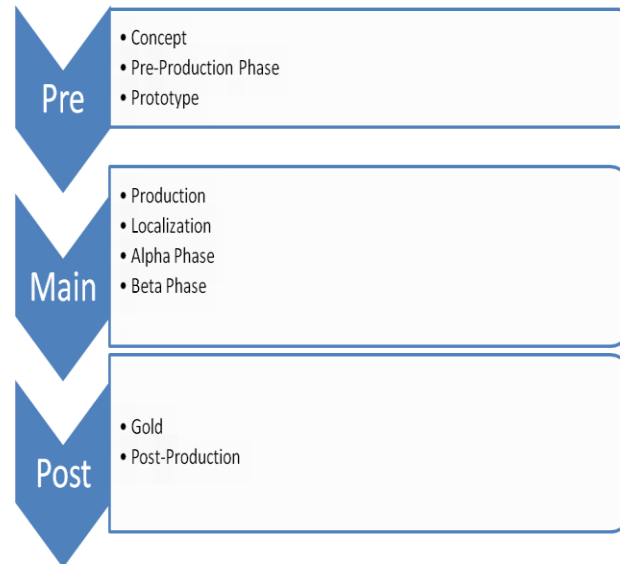 Pre
• Concept
• Pre-Production Phase
• Prototype
Main
• Production
• Localization
• Alpha Phase
• Beta Phase
Post
• Gold
• Post-Production